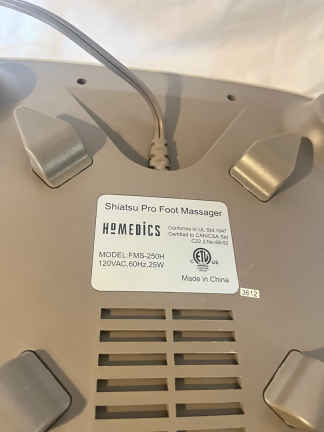 Shiatsu Pro Foot Massager
HoMEDiCS
Conforms to UL Std.1647
Certified to CAN/CSA Std
C22.2 No.68-92
MODEL:FMS-250H
120VAC,60Hz,25W
Made in China
3612